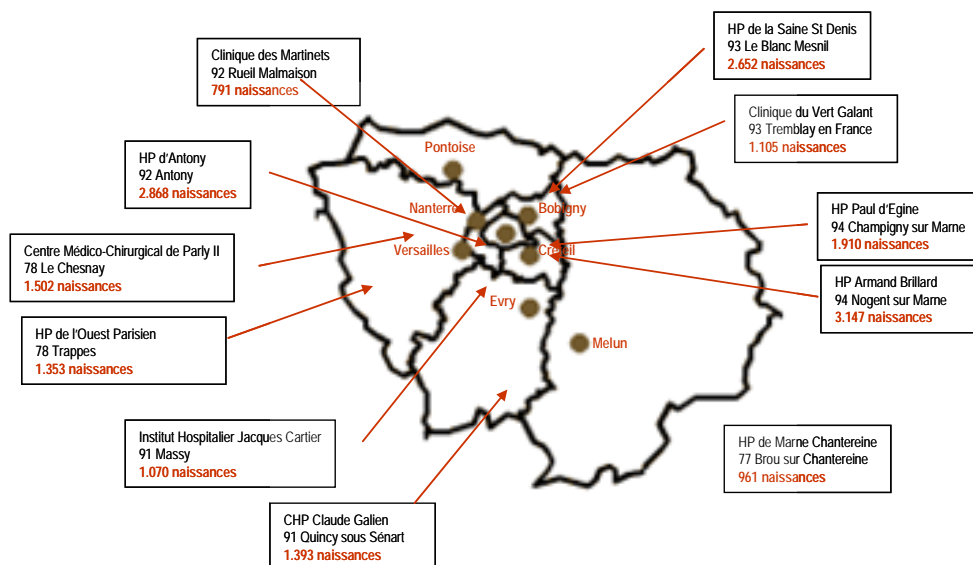 HP de la Saine St Denis
93 Le Blanc Mesnil
2.652 naissances
Clinique des Martinets
92 Rueil Malmaison
791 naissances
Clinique du Vert Galant
93 Tremblay en France
1.105 naissances
Pontoise
HP d'Antony
92 Antony
2.868 naissances
Nanterre
Bobigny
HP Paul d'Egine
94 Champigny sur Marne
1.910 naissances
Centre Médico-Chirurgical de Parly II
78 Le Chesnay
1.502 naissances
Versailles
Créteil
HP Armand Brillard
94 Nogent sur Marne
3.147 naissances
Evry
HP de l'Ouest Parisien
78 Trappes
1.353 naissances
Melun
Institut Hospitalier Jacques Cartier
91 Massy
1.070 naissances
HP de Marne Chantereine
77 Brou sur Chantereine
961 naissances
CHP Claude Galien
91 Quincy sous Sénart
1.393 naissances